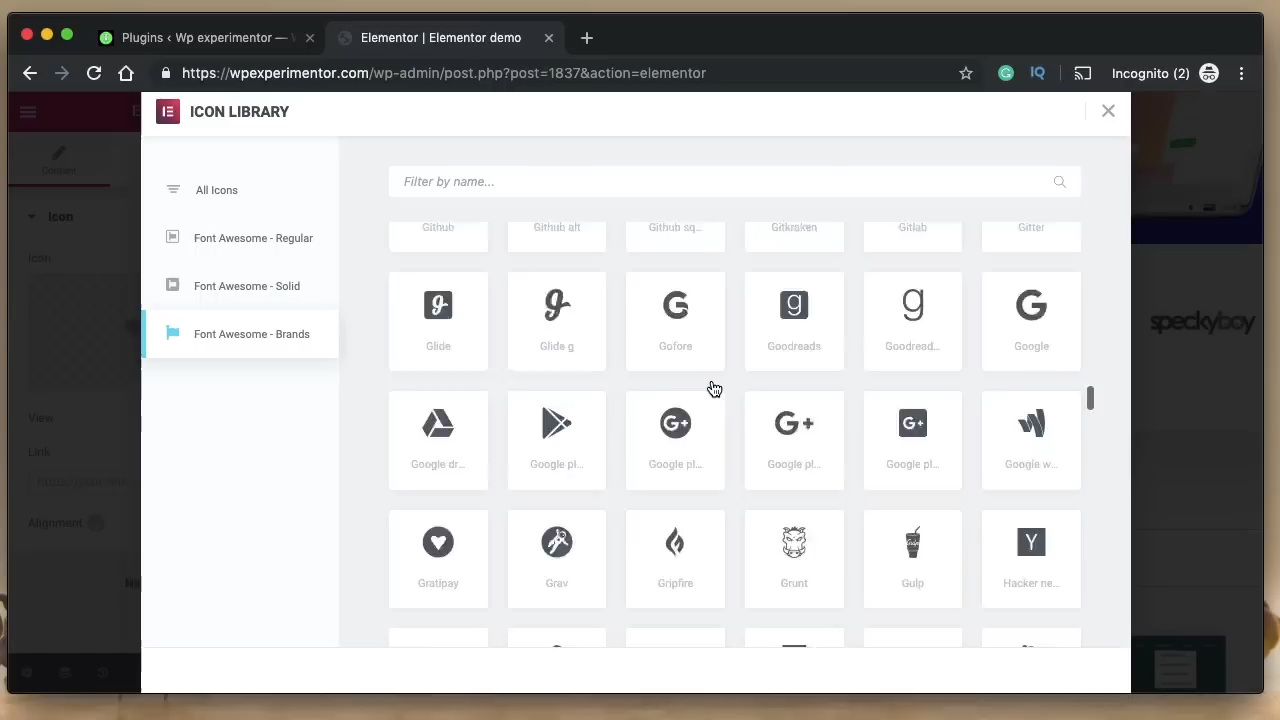 Plugins ‹ Wp experimentor —
Elementor | Elementor demo
https://wpexperimentor.com/wp-admin/post.php?post=1837&action=elementor
IQ
Incognito (2)
ICON LIBRARY
All Icons
Font Awesome - Regular
Font Awesome - Solid
Font Awesome - Brands
Filter by name...
Github
Github alt
Github sq...
Gitkraken
Gitlab
Gitter
Glide
Glide g
Gofore
Goodreads
Goodread...
Google
Google dr...
Google pl...
Google pl...
Google pl...
Google pl...
Google w...
Gratipay
Grav
Gripfire
Grunt
Gulp
Hacker ne...
Content
Icon
Icon
View
Link
Alignment
speckyboy